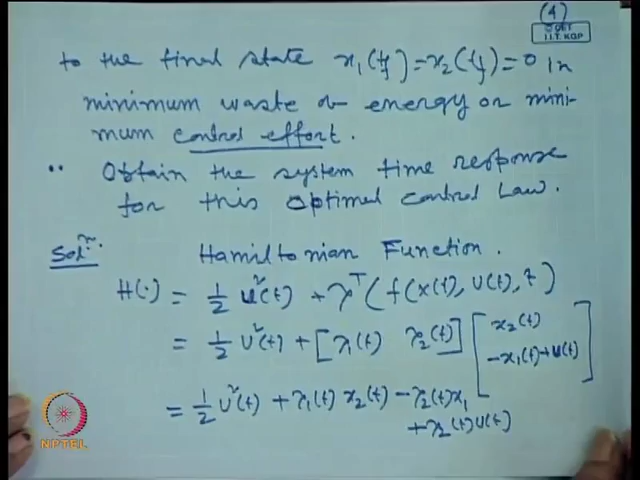 (4)
© CET
I.I.T. KGP
to the final state x₁(tf) = x₂(tf) = 0 in
minimum waste of energy or mini-
mum control effort.
.. Obtain the system time response
for this optimal control Law.
Solⁿ. Hamiltonian Function.
H(·) = 1/2 u²(t) + λᵀ(f(x(t), u(t), t)
= 1/2 u²(t) + [λ₁(t) λ₂(t)] [x₂(t)
-x₁(t)+u(t)]
= 1/2 u²(t) + λ₁(t) x₂(t) - λ₂(t)x₁
+ λ₂(t)u(t)
NPTEL